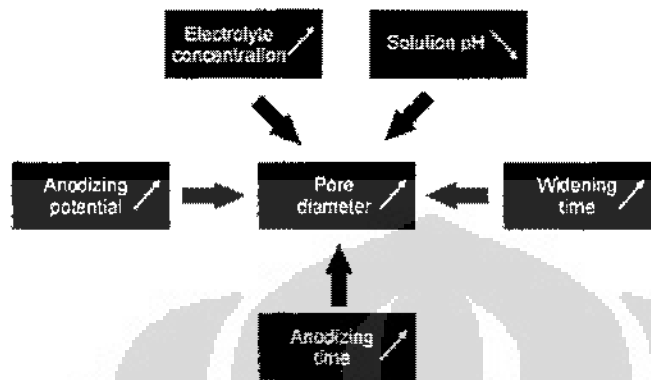 Electrolyte
concentration
Solution pH
Anodizing
potential
Pore
diameter
Widening
time
Anodizing
time